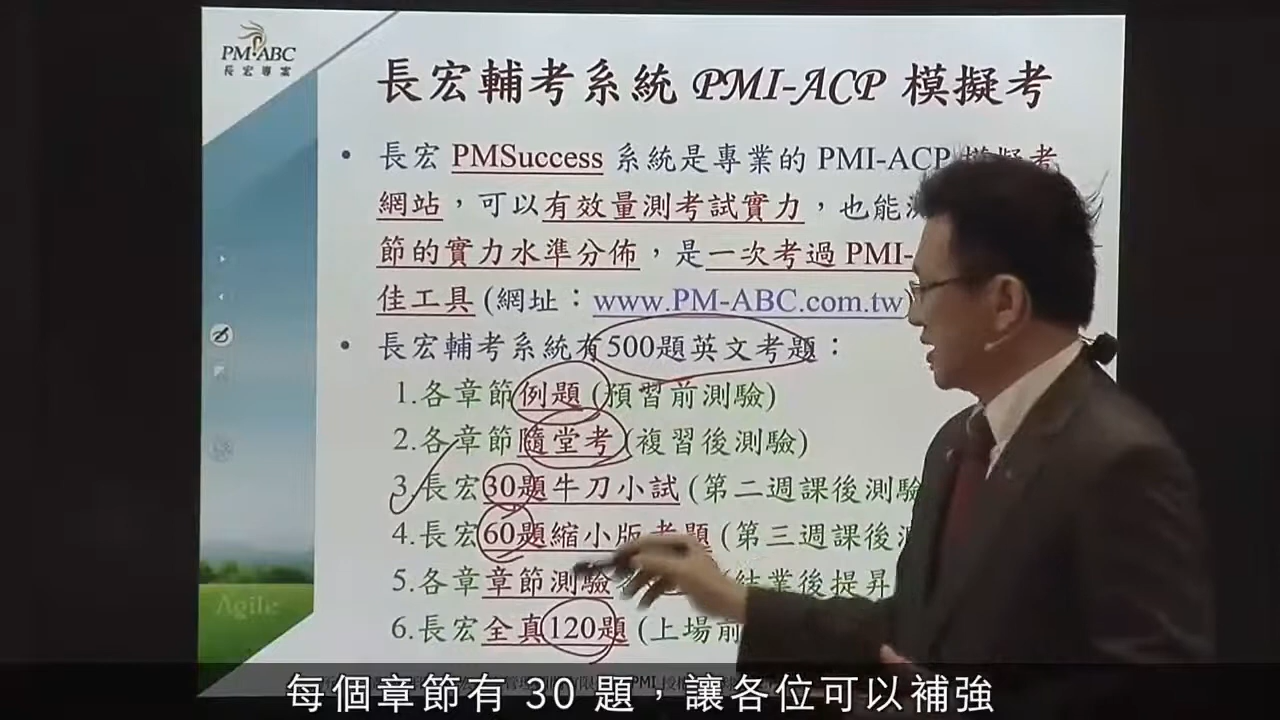 PM-ABC
長宏專案
長宏輔考系統 PMI-ACP 模擬考
• 長宏 PMSuccess 系統是專業的 PMI-ACP 模擬考
網站，可以有效量測考試實力，也能
節的實力水準分佈，是一次考過 PMI-
佳工具 (網址：www.PM-ABC.com.tw)
• 長宏輔考系統有500題英文考題：
1.各章節例題 (預習前測驗)
2.各章節隨堂考 (複習後測驗)
3.長宏30題牛刀小試 (第二週課後測驗
4.長宏60題縮小版考題 (第三週課後
5.各章章節測驗 結業後提昇
6.長宏全真120題 (上場前
Agile
每個章節有 30 題，讓各位可以補強